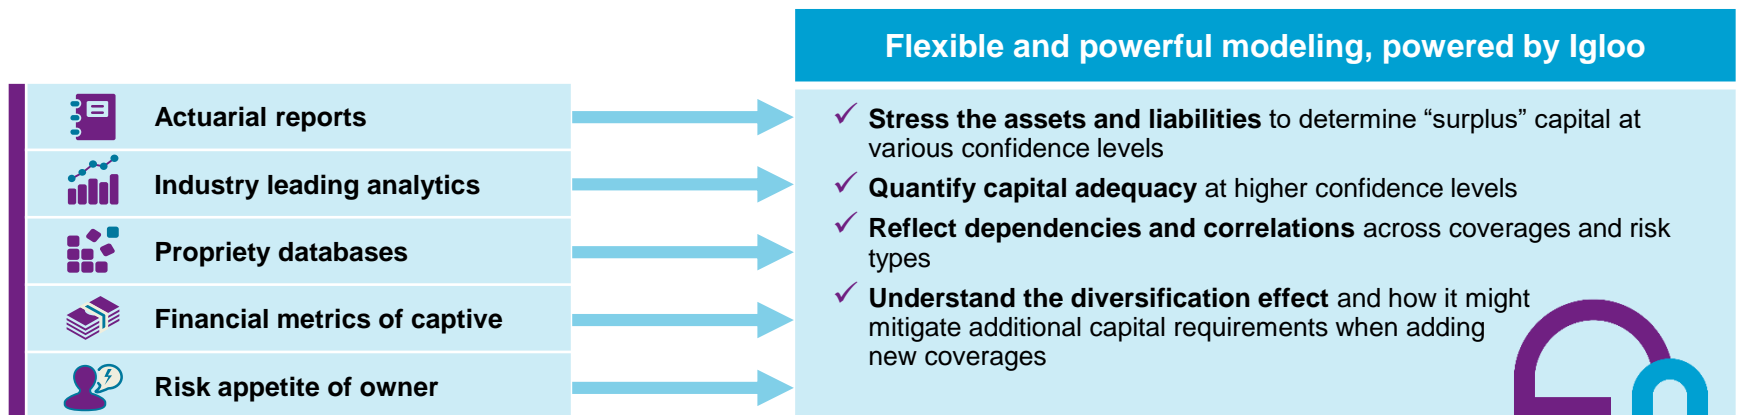 Flexible and powerful modeling, powered by Igloo
Actuarial reports
Industry leading analytics
Propriety databases
Financial metrics of captive
Risk appetite of owner
✓ Stress the assets and liabilities to determine “surplus” capital at
various confidence levels
✓ Quantify capital adequacy at higher confidence levels
✓ Reflect dependencies and correlations across coverages and risk
types
✓ Understand the diversification effect and how it might
mitigate additional capital requirements when adding
new coverages